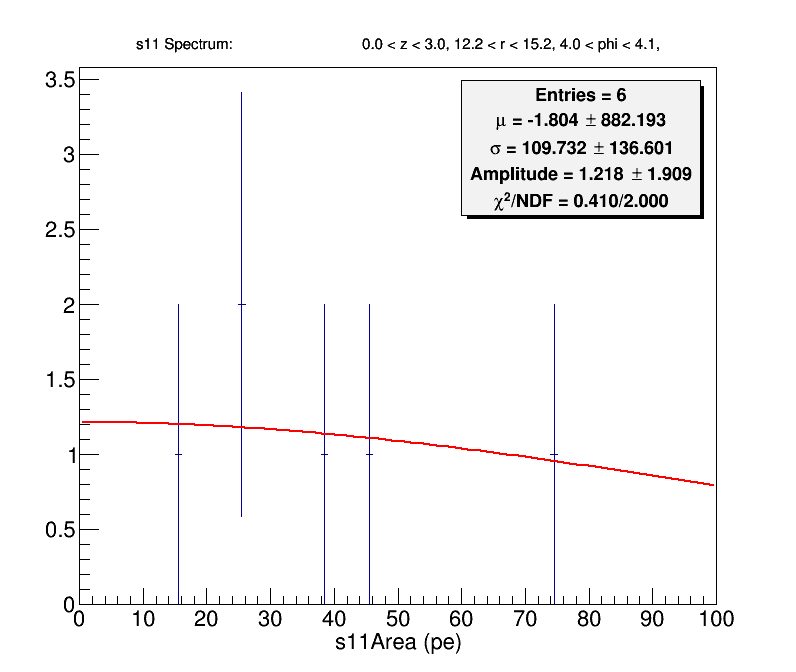 s11 Spectrum: 0.0 < z < 3.0, 12.2 < r < 15.2, 4.0 < phi < 4.1,
Entries = 6
μ = -1.804 ± 882.193
σ = 109.732 ± 136.601
Amplitude = 1.218 ± 1.909
χ²/NDF = 0.410/2.000
3.5
3
2.5
2
1.5
1
0.5
0
0 10 20 30 40 50 60 70 80 90 100
s11Area (pe)